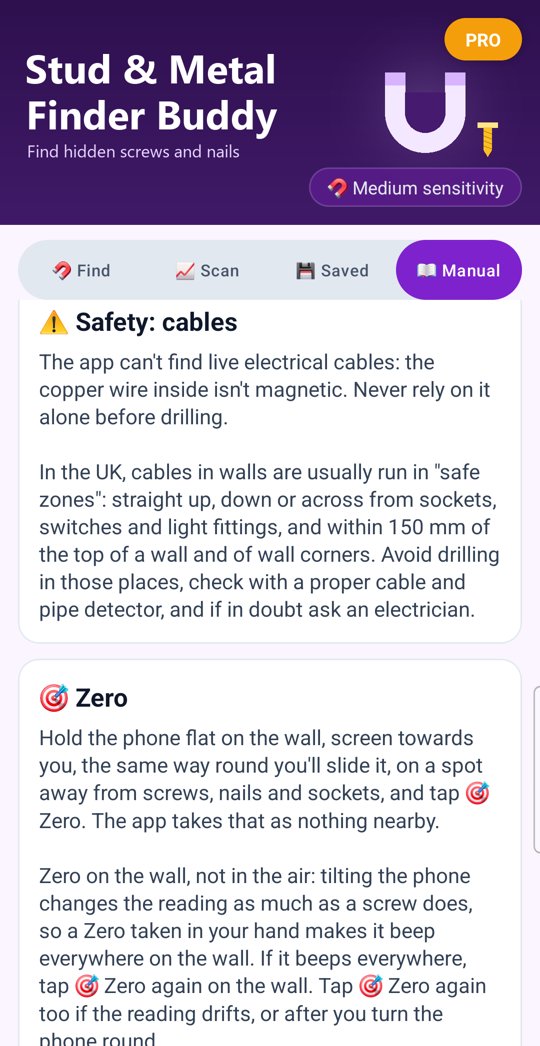 PRO
Stud & Metal
Finder Buddy
Find hidden screws and nails
🧲 Medium sensitivity
🧲 Find
📈 Scan
💾 Saved
📖 Manual
⚠️ Safety: cables
The app can't find live electrical cables: the
copper wire inside isn't magnetic. Never rely on it
alone before drilling.
In the UK, cables in walls are usually run in "safe
zones": straight up, down or across from sockets,
switches and light fittings, and within 150 mm of
the top of a wall and of wall corners. Avoid drilling
in those places, check with a proper cable and
pipe detector, and if in doubt ask an electrician.
🎯 Zero
Hold the phone flat on the wall, screen towards
you, the same way round you'll slide it, on a spot
away from screws, nails and sockets, and tap 🎯
Zero. The app takes that as nothing nearby.
Zero on the wall, not in the air: tilting the phone
changes the reading as much as a screw does,
so a Zero taken in your hand makes it beep
everywhere on the wall. If it beeps everywhere,
tap 🎯 Zero again on the wall. Tap 🎯 Zero again
too if the reading drifts, or after you turn the
phone round.